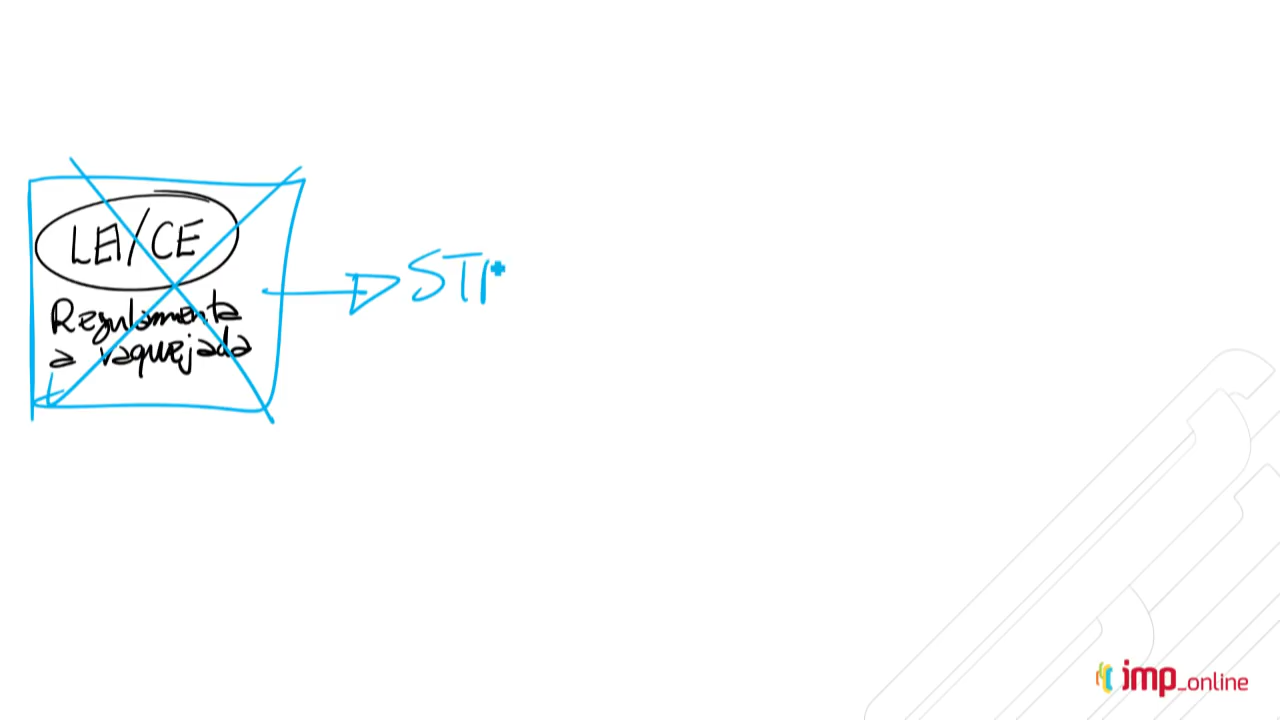 LEI/CE
Regulamenta
a vaquejada
STF
imp_online